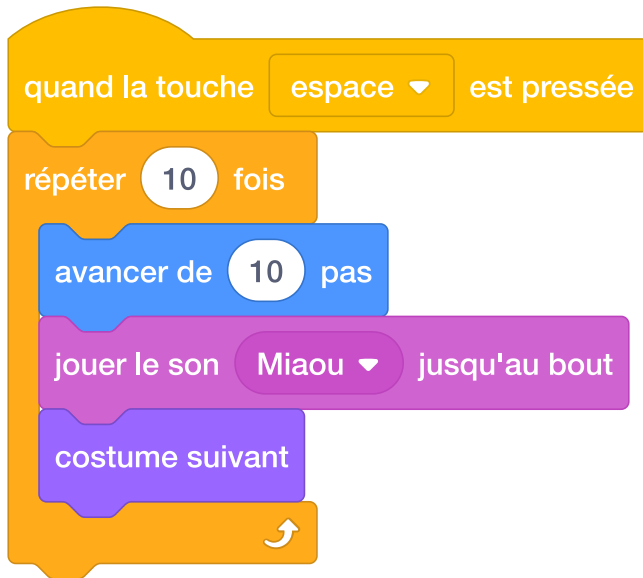 quand la touche espace est pressée
répéter 10 fois
avancer de 10 pas
jouer le son Miaou jusqu'au bout
costume suivant